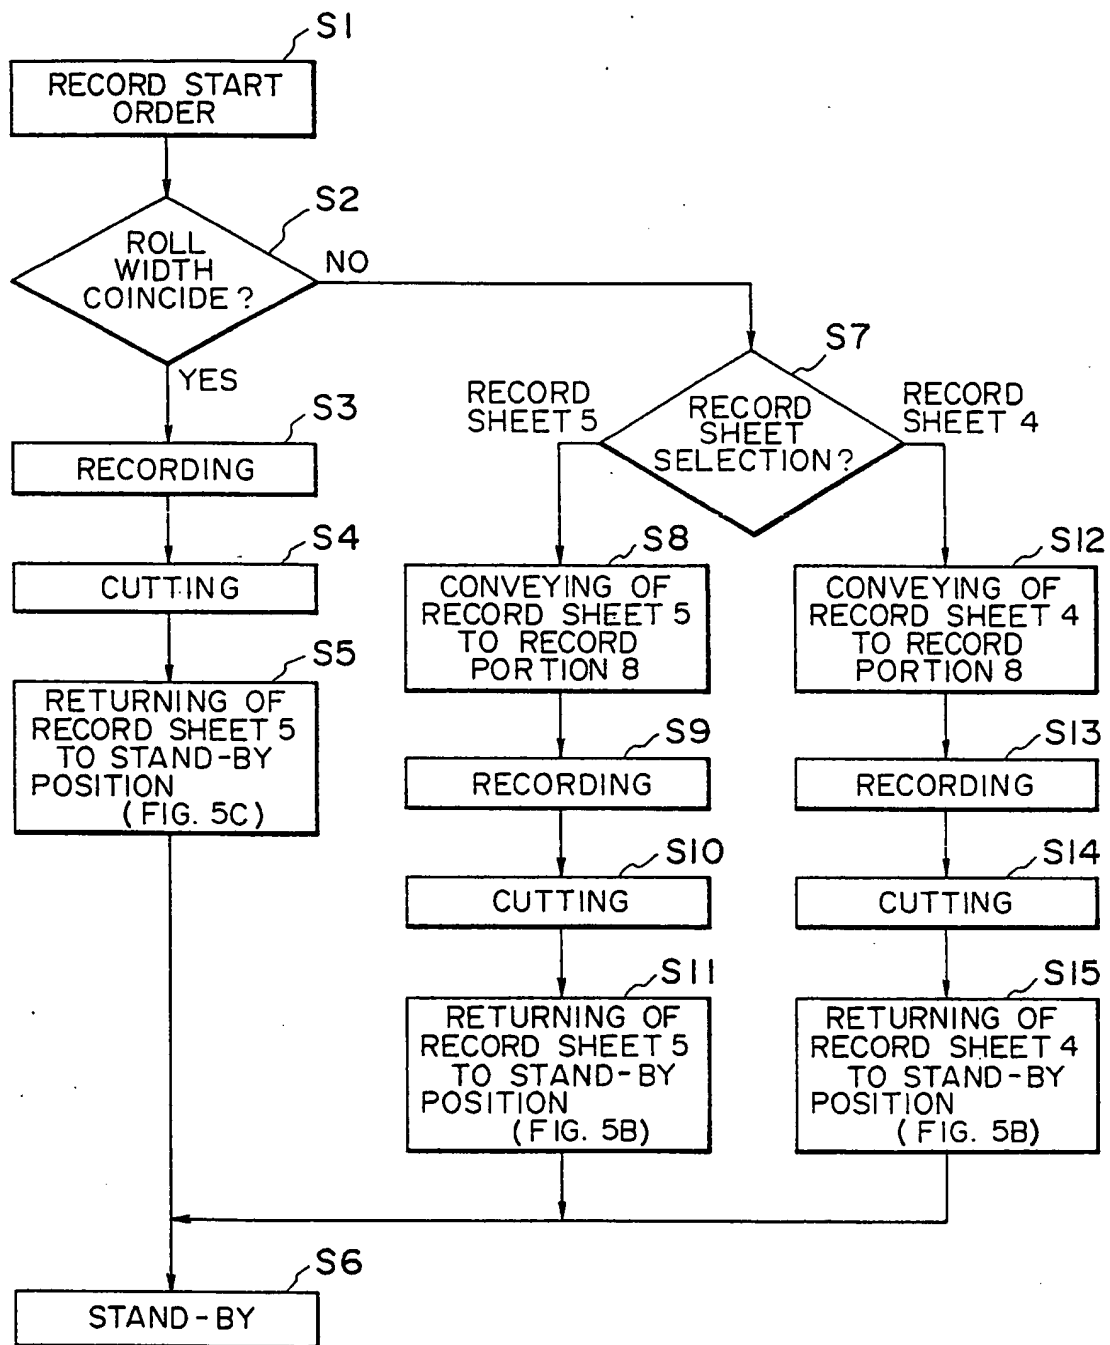 S1
RECORD START
ORDER
S2
ROLL
WIDTH
COINCIDE?
NO
YES
S3
RECORDING
S4
CUTTING
S5
RETURNING OF
RECORD SHEET 5
TO STAND-BY
POSITION
(FIG. 5C)
S7
RECORD
SHEET 5
RECORD
SHEET
SELECTION?
RECORD
SHEET 4
S8
CONVEYING OF
RECORD SHEET 5
TO RECORD
PORTION 8
S9
RECORDING
S10
CUTTING
S11
RETURNING OF
RECORD SHEET 5
TO STAND-BY
POSITION
(FIG. 5B)
S12
CONVEYING OF
RECORD SHEET 4
TO RECORD
PORTION 8
S13
RECORDING
S14
CUTTING
S15
RETURNING OF
RECORD SHEET 4
TO STAND-BY
POSITION
(FIG. 5B)
S6
STAND-BY